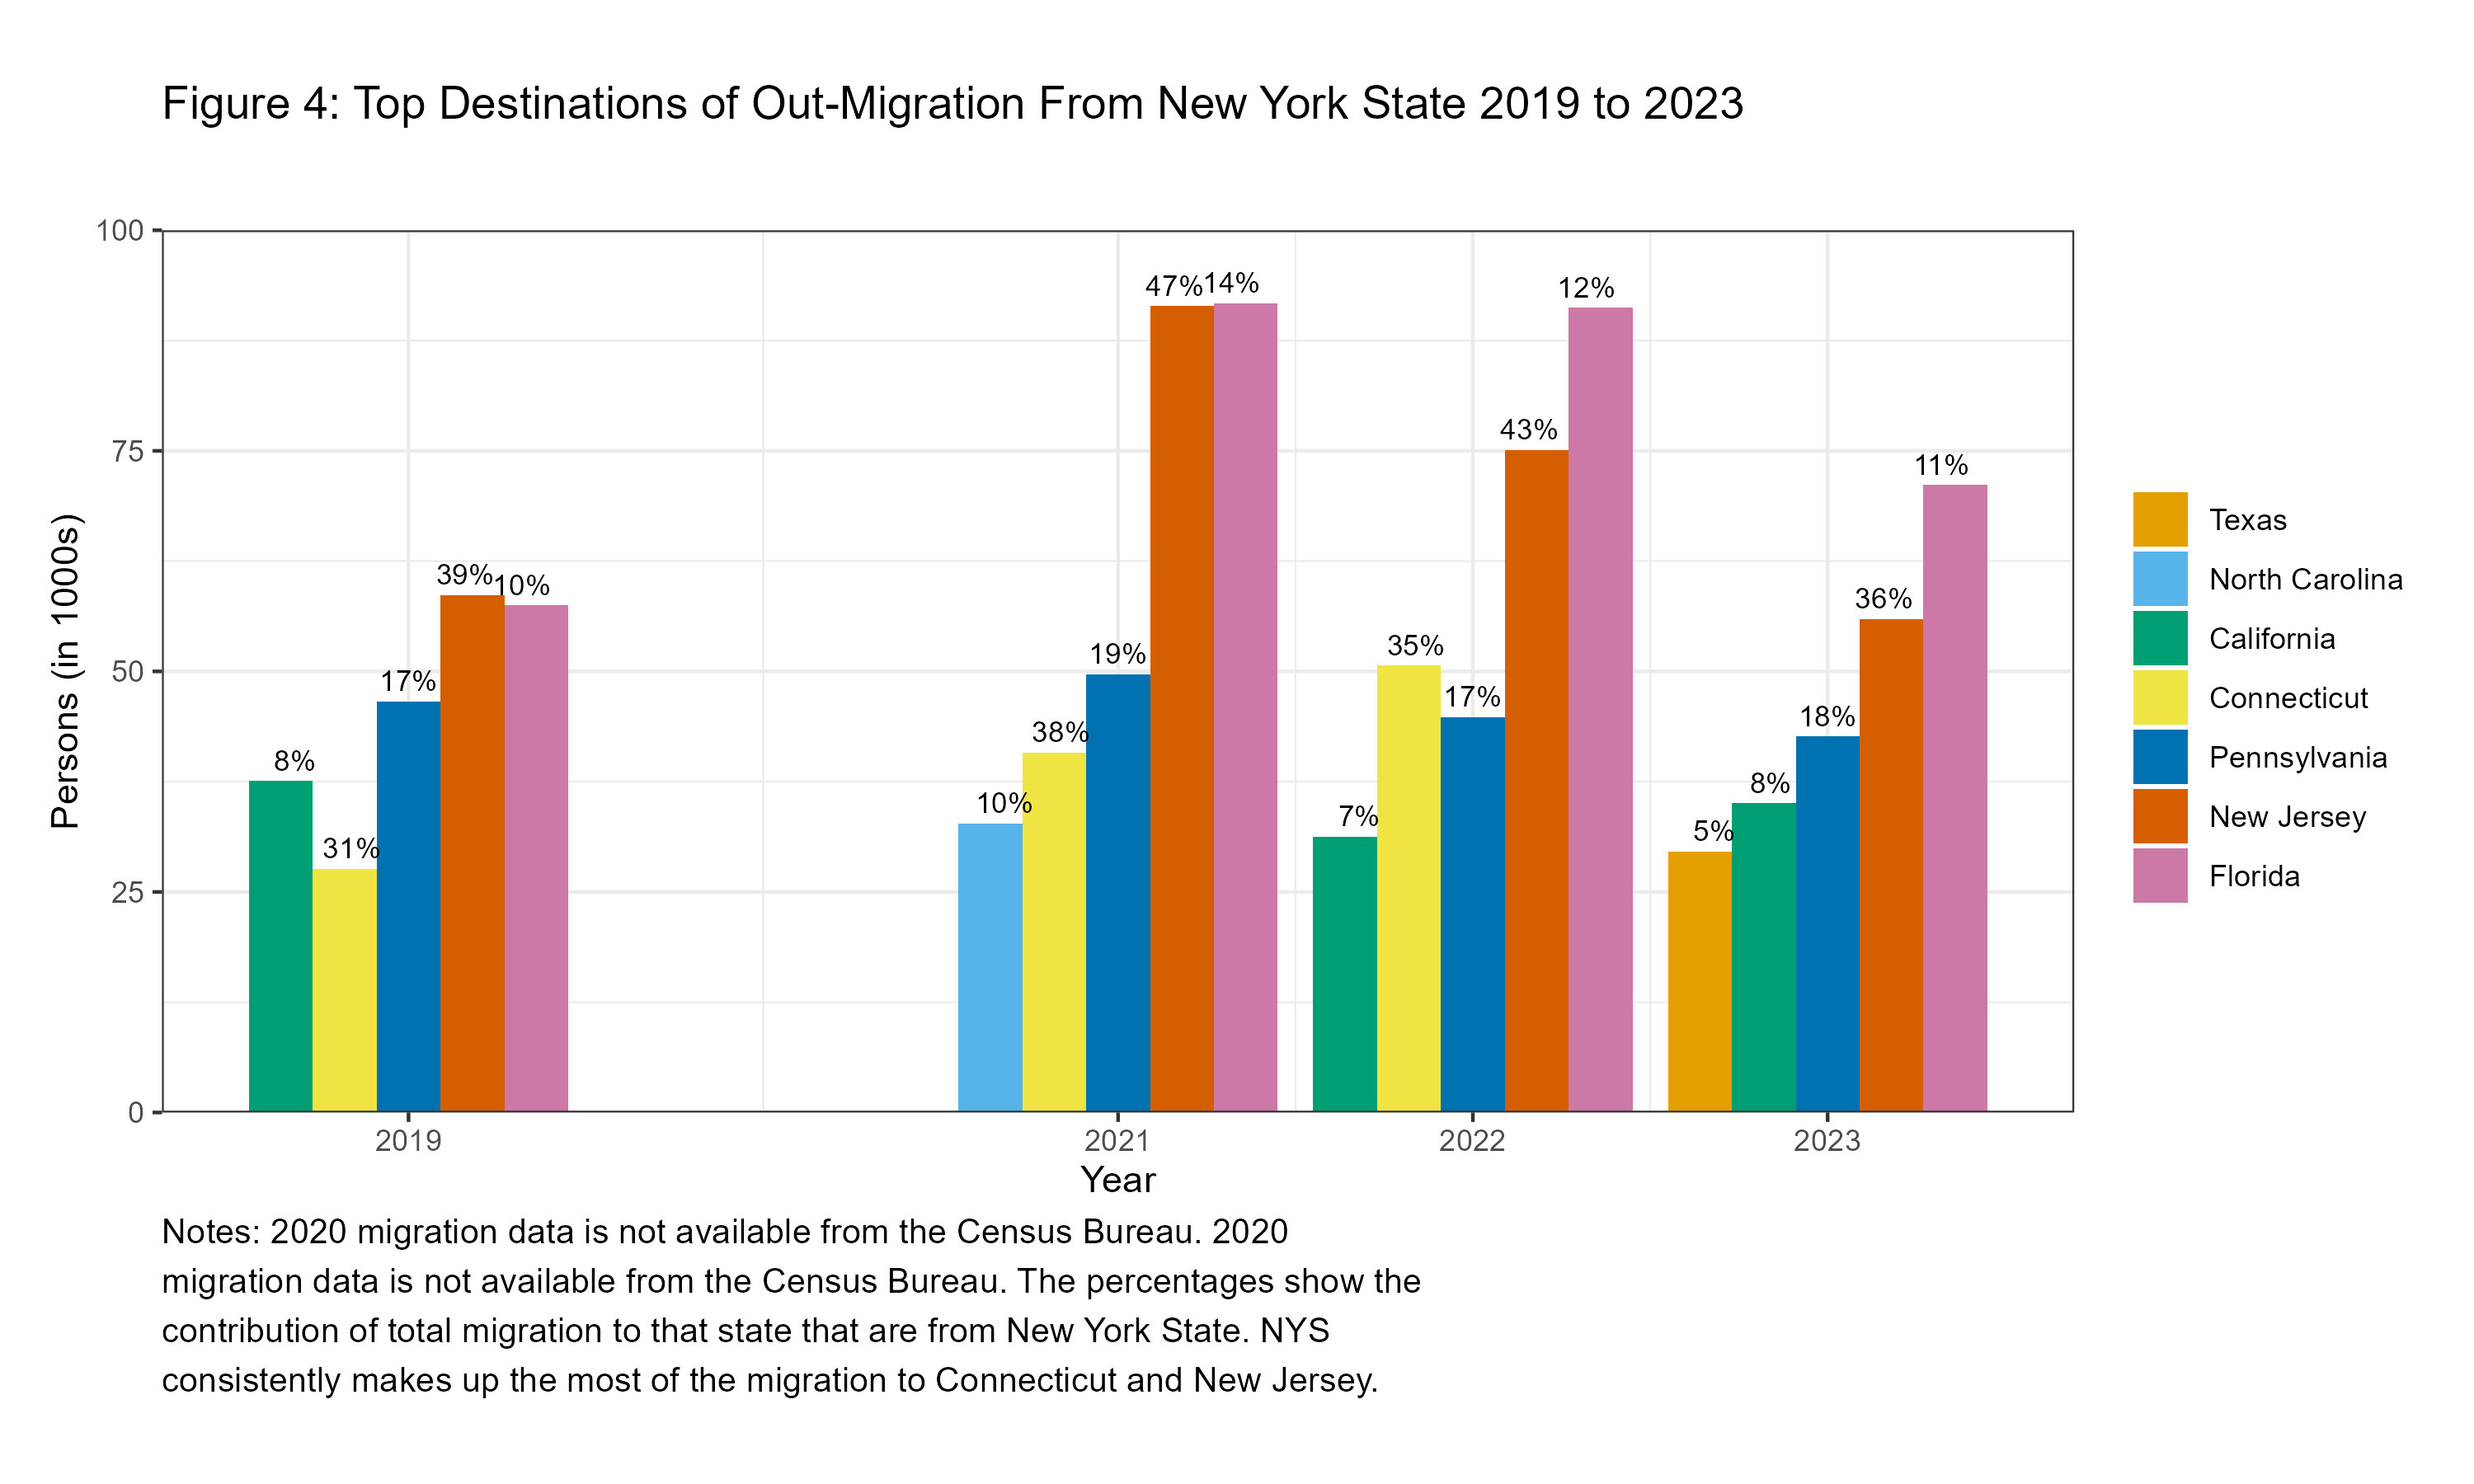 Figure 4: Top Destinations of Out-Migration From New York State 2019 to 2023
Persons (in 1000s)
100
75
50
25
0
8%
31%
17%
39%
10%
10%
38%
19%
47%
14%
7%
35%
17%
43%
12%
5%
8%
18%
36%
11%
2019
2021
2022
2023
Year
Texas
North Carolina
California
Connecticut
Pennsylvania
New Jersey
Florida
Notes: 2020 migration data is not available from the Census Bureau. 2020
migration data is not available from the Census Bureau. The percentages show the
contribution of total migration to that state that are from New York State. NYS
consistently makes up the most of the migration to Connecticut and New Jersey.